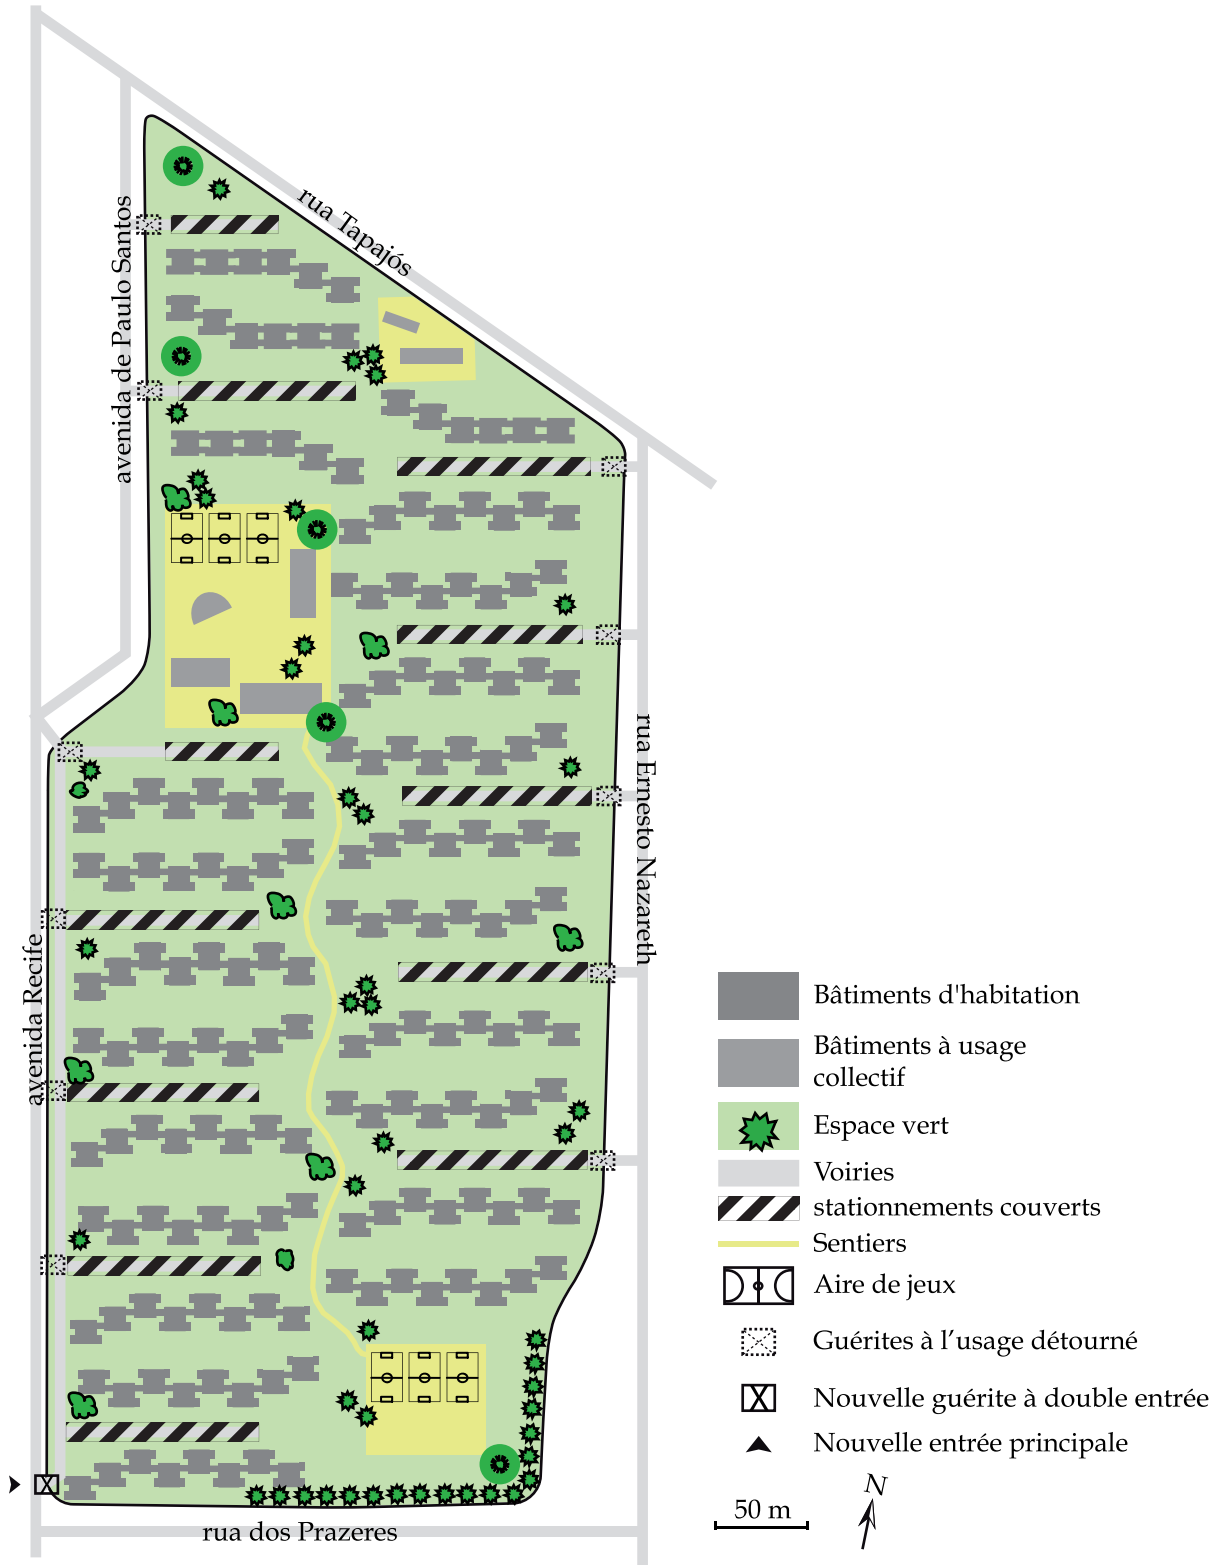 rua Tapajós
avenida de Paulo Santos
rua Ernesto Nazareth
avenida Recife
rua dos Prazeres
Bâtiments d'habitation
Bâtiments à usage
collectif
Espace vert
Voiries
stationnements couverts
Sentiers
Aire de jeux
Guérites à l’usage détourné
Nouvelle guérite à double entrée
Nouvelle entrée principale
50 m
N